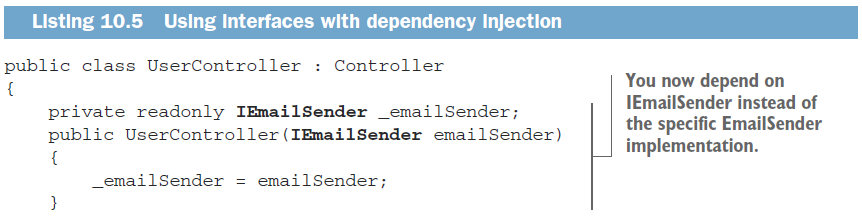 Listing 10.5 Using interfaces with dependency injection
public class UserController : Controller
{
    private readonly IEmailSender _emailSender;
    public UserController(IEmailSender emailSender)
    {
        _emailSender = emailSender;
    }
You now depend on
IEmailSender instead of
the specific EmailSender
implementation.